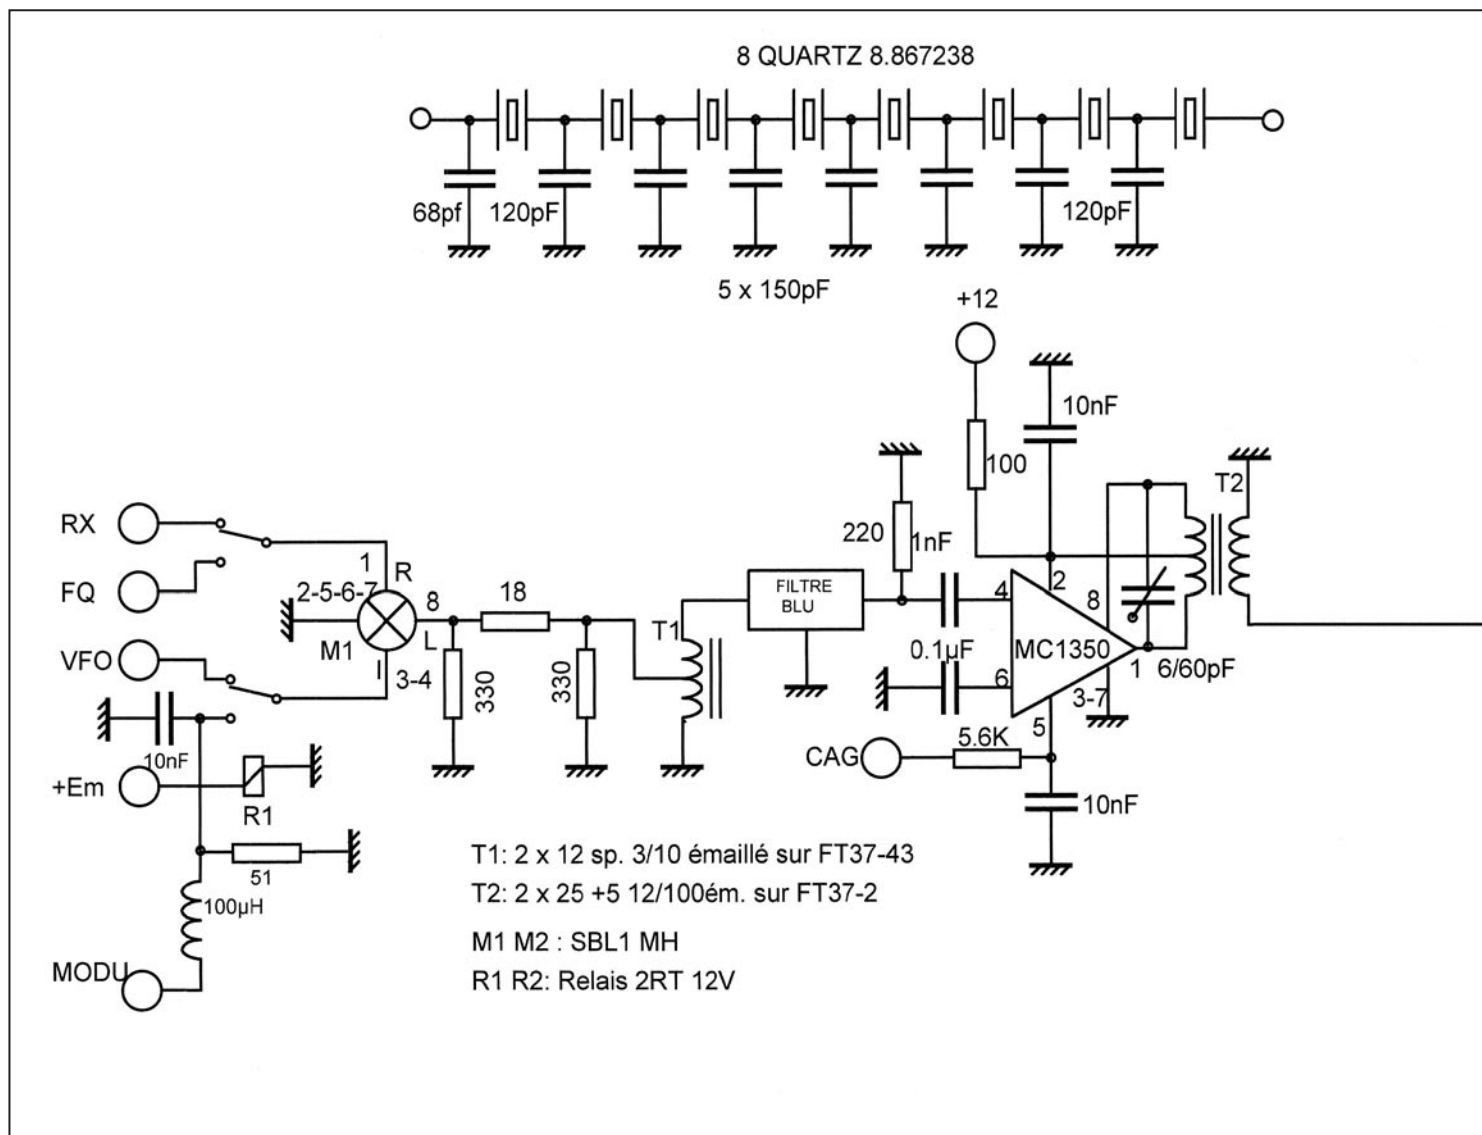 8 QUARTZ 8.867238
68pf
120pF
120pF
5 x 150pF
+12
10nF
100
T2
RX
220
1nF
1
R
2
8
FQ
2-5-6-7
8
18
FILTRE
BLU
4
T1
M1
L
0.1µF
MC1350
VFO
I
3-4
330
330
6
1
6/60pF
3-7
5
10nF
CAG
5.6K
+Em
R1
10nF
51
T1: 2 x 12 sp. 3/10 émaillé sur FT37-43
100µH
T2: 2 x 25 +5 12/100ém. sur FT37-2
M1 M2 : SBL1 MH
MODU
R1 R2: Relais 2RT 12V